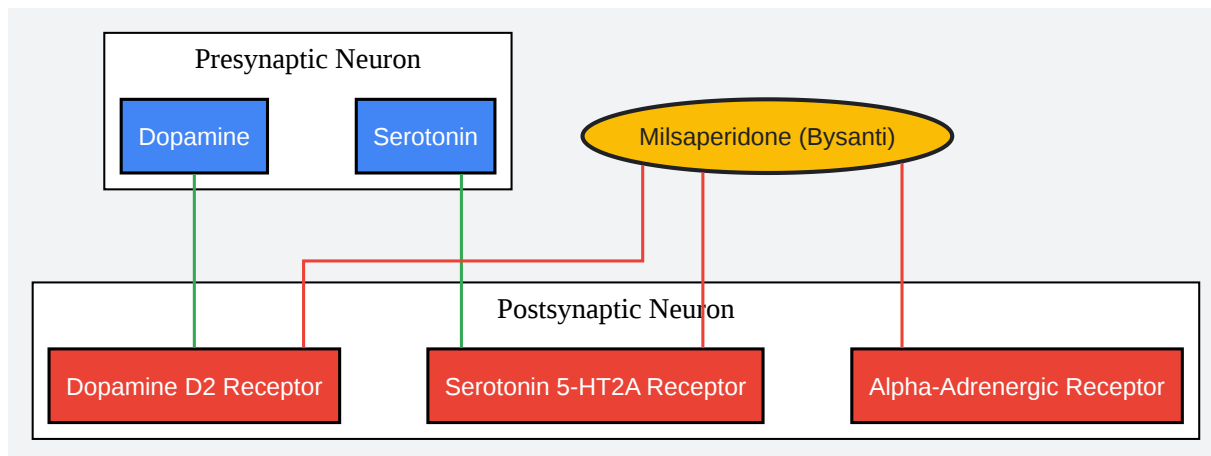 Presynaptic Neuron
Dopamine
Serotonin
Milsaperidone (Bysanti)
Postsynaptic Neuron
Dopamine D2 Receptor
Serotonin 5-HT2A Receptor
Alpha-Adrenergic Receptor